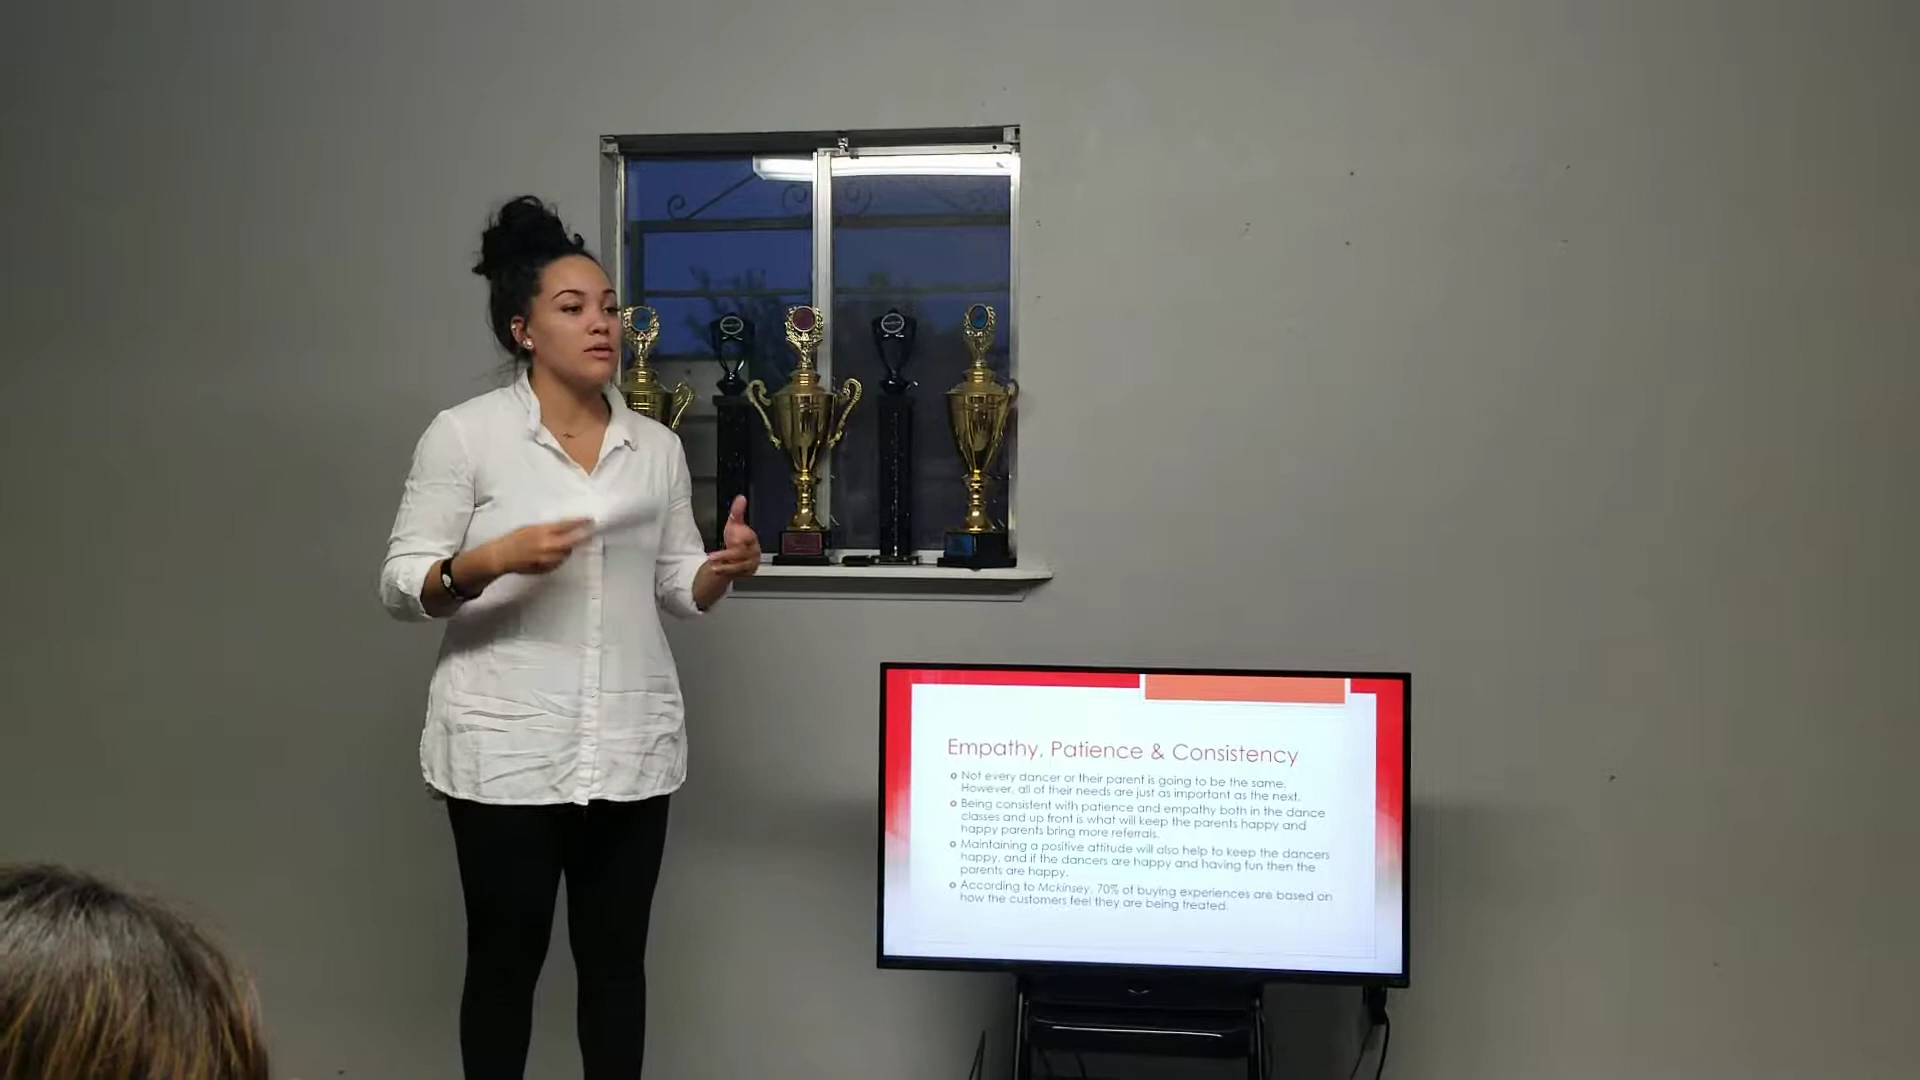 Empathy, Patience & Consistency
Not every dancer or their parent is going to be the same.
However, all of their needs are just as important as the next.
Being consistent with patience and empathy both in the dance
classes and up front is what will keep the parents happy and
happy parents bring more referrals.
Maintaining a positive attitude will also help to keep the dancers
happy, and if the dancers are happy and having fun then the
parents are happy.
According to Mckinsey, 70% of buying experiences are based on
how the customers feel they are being treated.